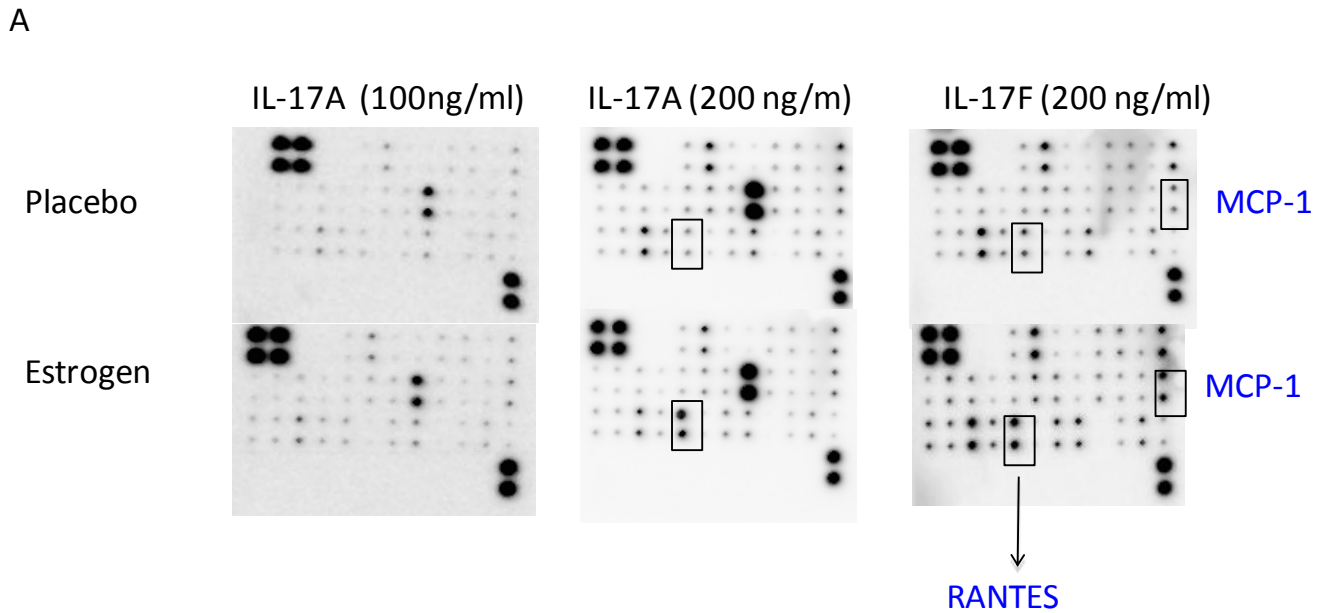 A
IL-17A (100ng/ml) IL-17A (200 ng/m) IL-17F (200 ng/ml)
Placebo MCP-1
Estrogen MCP-1
RANTES